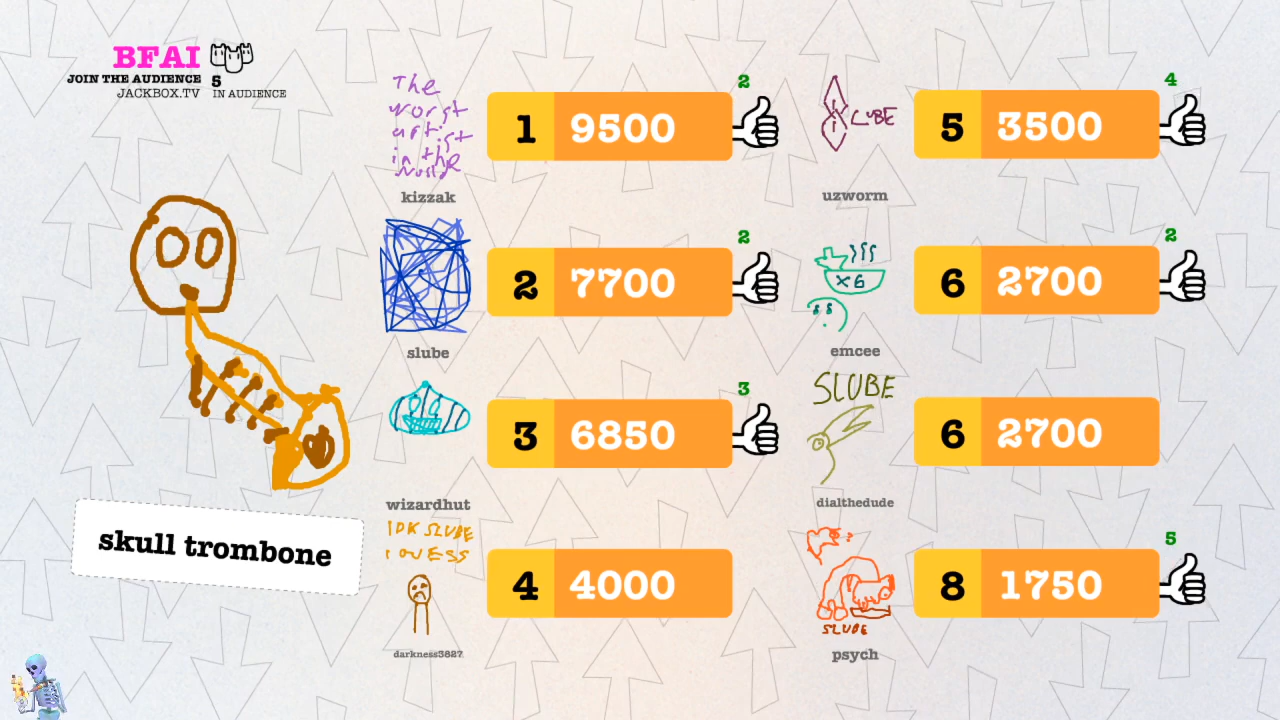 BFAI
JOIN THE AUDIENCE 5
JACKBOX.TV IN AUDIENCE
The
worst
artist
in the
world
kizzak
1 9500
2
slube
2 7700
2
wizardhut
3 6850
3
IDK SLUBE
I GUESS
darkness3827
4 4000
skull trombone
LUBE
uzworm
5 3500
4
x6
emcee
6 2700
2
SLUBE
dialthedude
6 2700
?
SLUBE
psych
8 1750
5